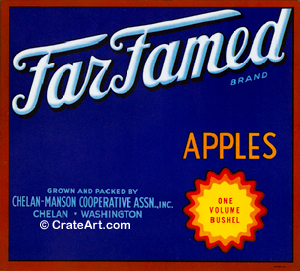 Far Famed
BRAND
APPLES
ONE
VOLUME
BUSHEL
GROWN AND PACKED BY
CHELAN-MANSON COOPERATIVE ASSN., INC.
CHELAN • WASHINGTON
© CrateArt.com